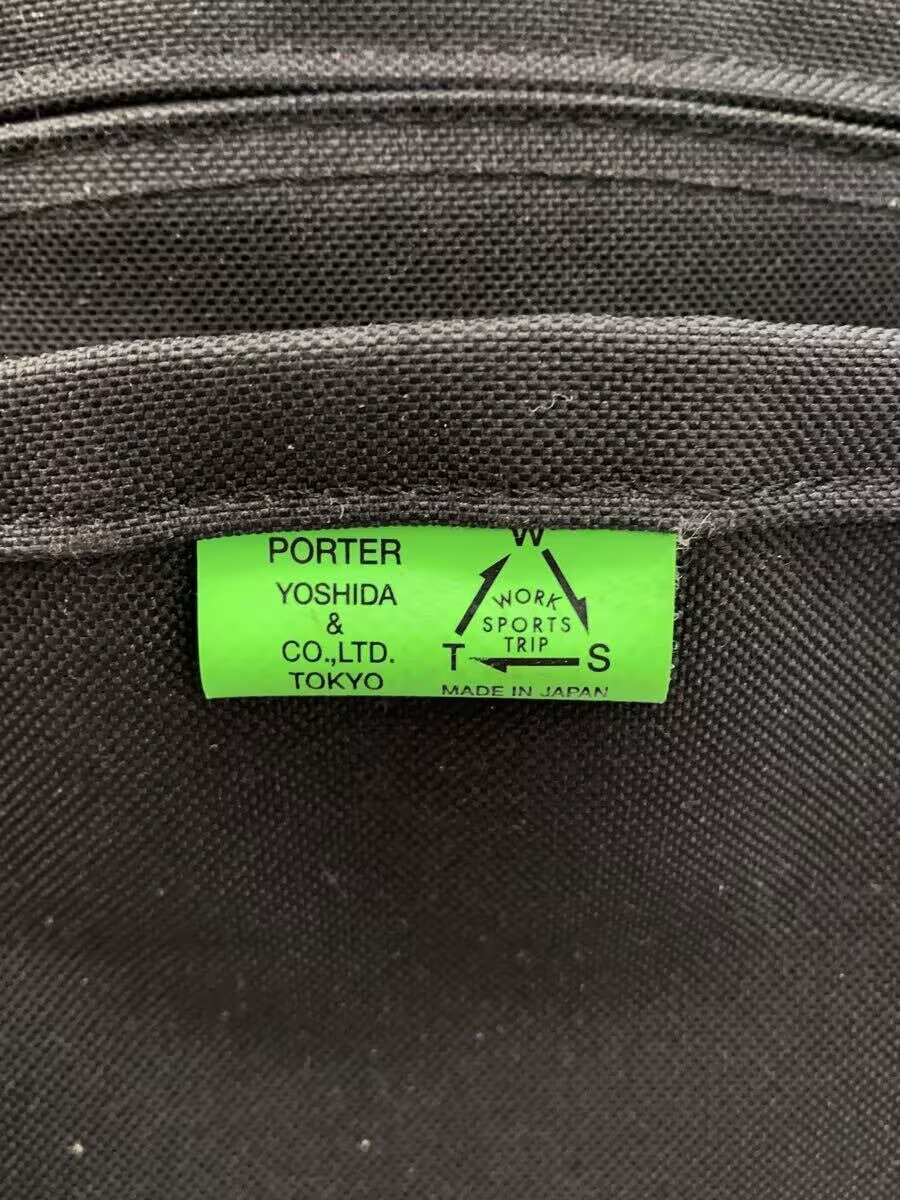 PORTER
YOSHIDA
&
CO.,LTD.
TOKYO
W
WORK
SPORTS
TRIP
T S
MADE IN JAPAN